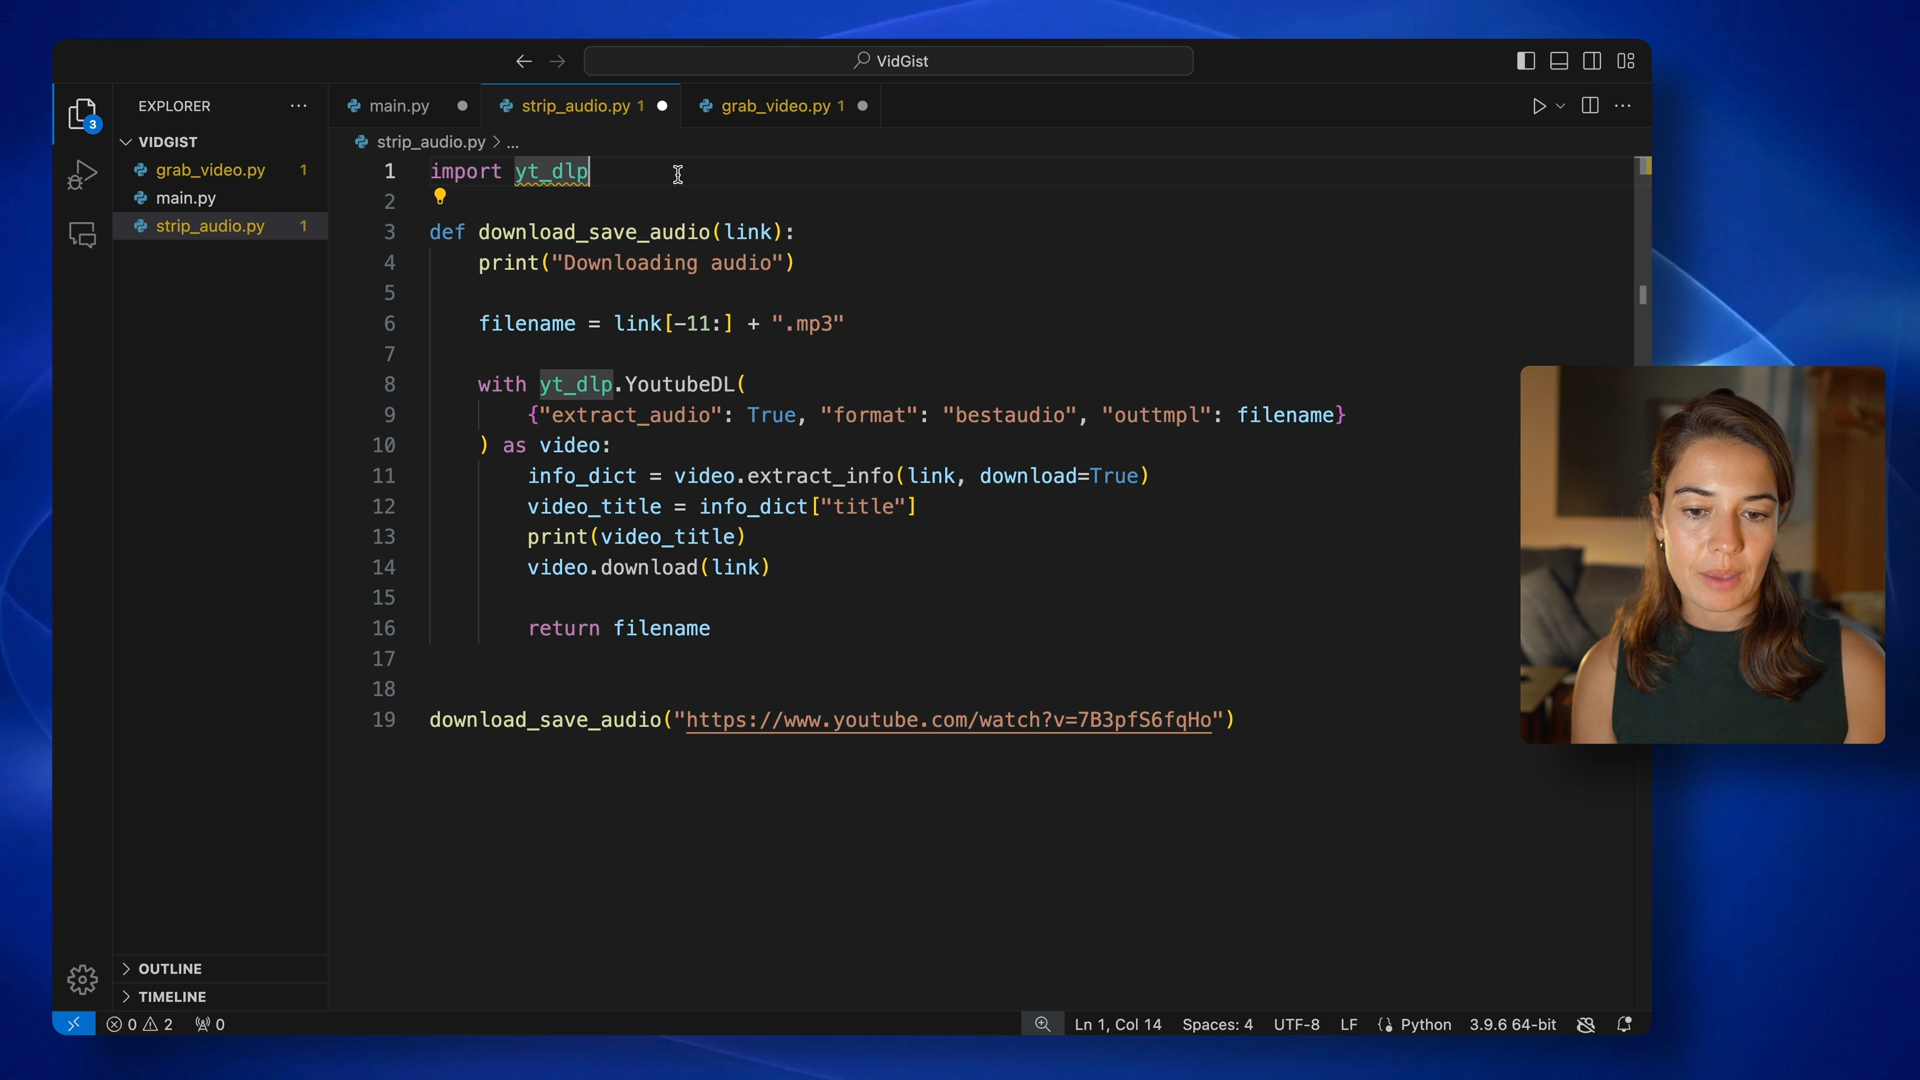 VidGist
EXPLORER
VIDGIST
grab_video.py 1
main.py
strip_audio.py 1
OUTLINE
TIMELINE
3
main.py
strip_audio.py 1
grab_video.py 1
strip_audio.py > ...
1 import yt_dlp
2
3 def download_save_audio(link):
4 print("Downloading audio")
5
6 filename = link[-11:] + ".mp3"
7
8 with yt_dlp.YoutubeDL(
9 {"extract_audio": True, "format": "bestaudio", "outtmpl": filename}
10 ) as video:
11 info_dict = video.extract_info(link, download=True)
12 video_title = info_dict["title"]
13 print(video_title)
14 video.download(link)
15
16 return filename
17
18
19 download_save_audio("https://www.youtube.com/watch?v=7B3pfS6fqHo")
0 2 0
Ln 1, Col 14 Spaces: 4 UTF-8 LF {} Python 3.9.6 64-bit